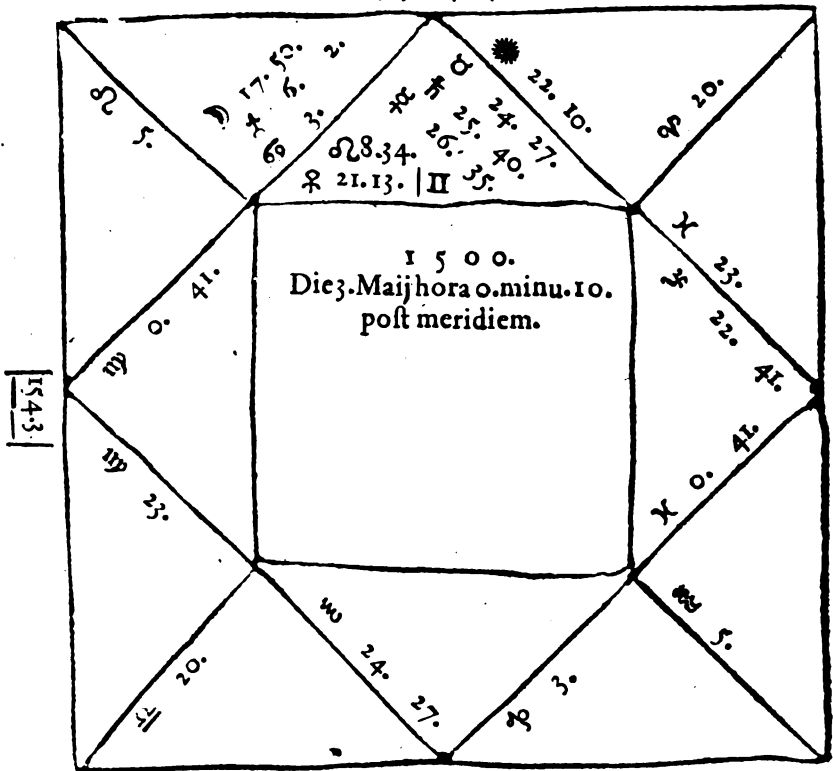 ☽ 17. 50.
6. 2.
♋ 3.
♌ 5.
♉ 24. 27.
25. 40.
26. 35.
♌8.34.
♀ 21.13. |♊
☉ 22. 10.
♈ 20.
♍ 0. 41.
1 5 0 0.
Die3.Maij hora 0.minu.10.
poſt meridiem.
♓ 23.
22. 41.
|154.3.|
♍ 23.
♓ 0. 41.
♎ 20.
♏ 24. 27.
♑ 3.
♒ 5.